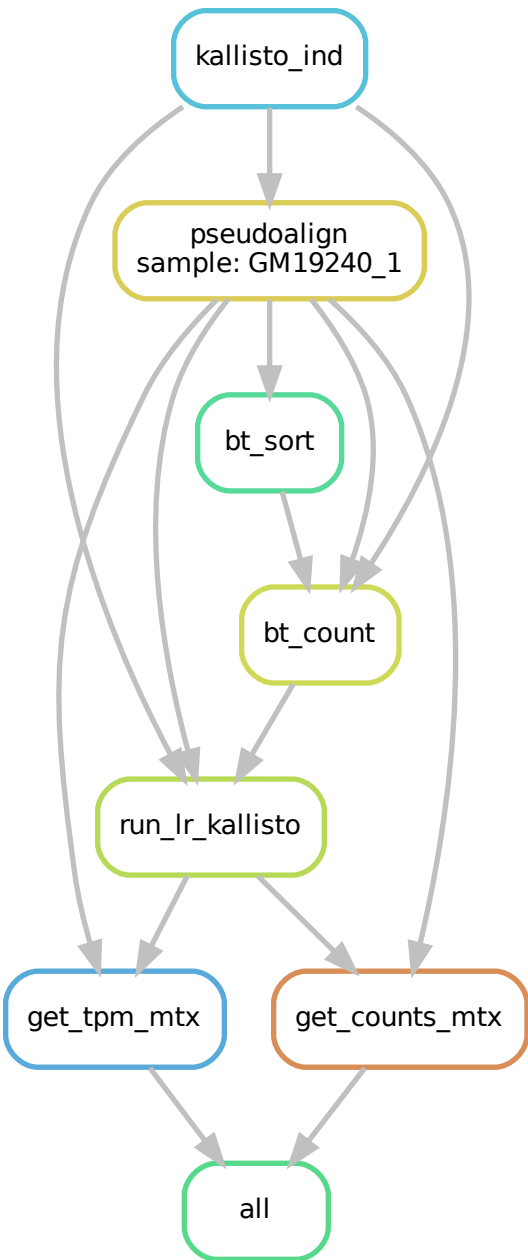 kallisto_ind
pseudoalign
sample: GM19240_1
bt_sort
bt_count
run_lr_kallisto
get_tpm_mtx
get_counts_mtx
all